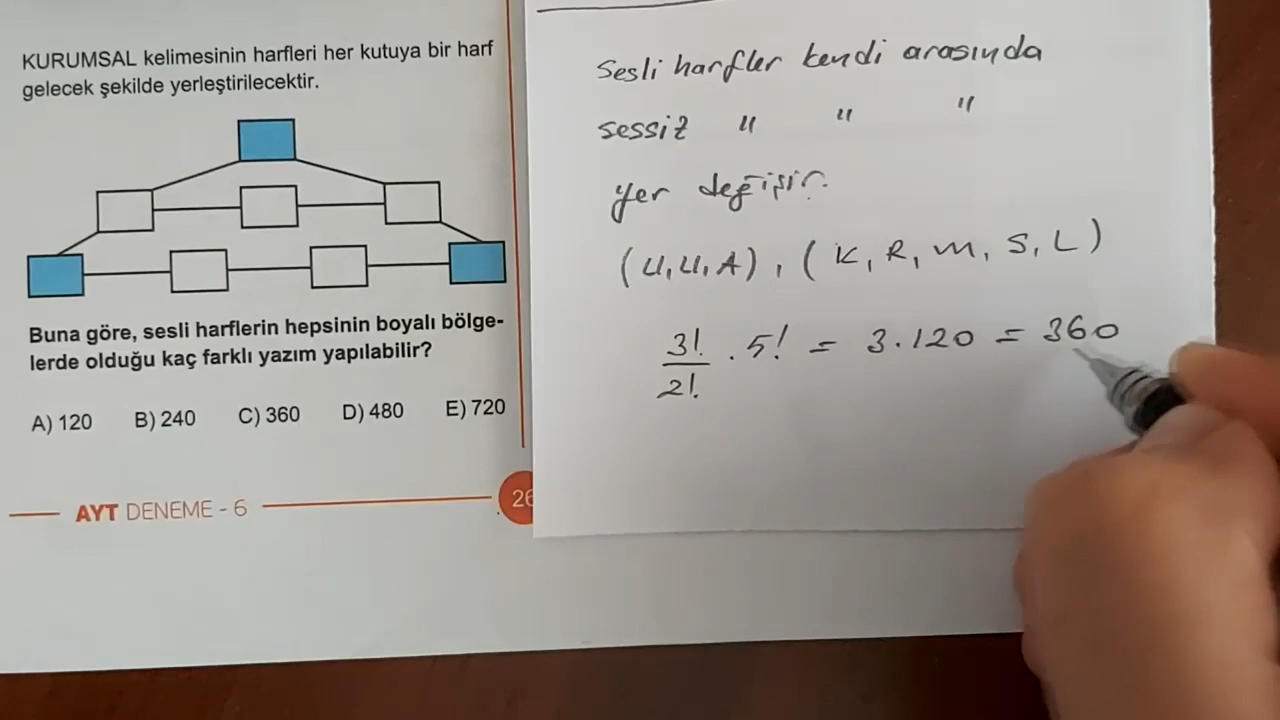 KURUMSAL kelimesinin harfleri her kutuya bir harf
gelecek şekilde yerleştirilecektir.
Buna göre, sesli harflerin hepsinin boyalı bölge-
lerde olduğu kaç farklı yazım yapılabilir?
A) 120 B) 240 C) 360 D) 480 E) 720
AYT DENEME - 6
26
Sesli harfler kendi arasında
sessiz " " "
yer değişir.
(U,U,A), (K, R, M, S, L)
3!/2! . 5! = 3.120 = 360